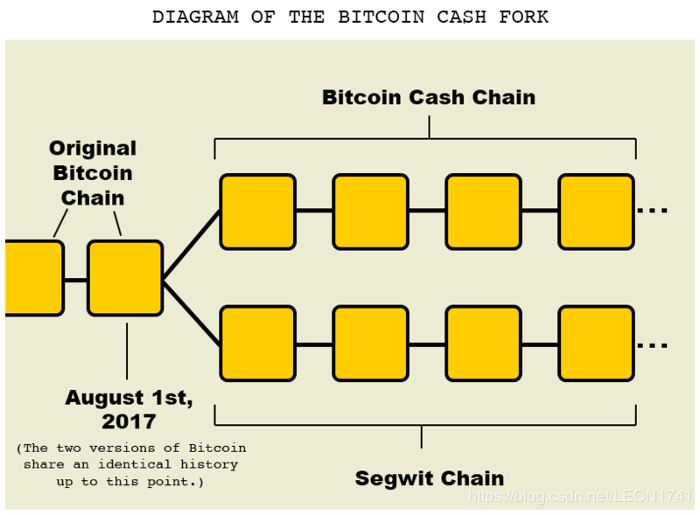 DIAGRAM OF THE BITCOIN CASH FORK
Bitcoin Cash Chain
Original
Bitcoin
Chain
...
...
August 1st,
2017
(The two versions of Bitcoin
share an identical history
up to this point.)
Segwit Chain
https://blog.csdn.net/LEON1741